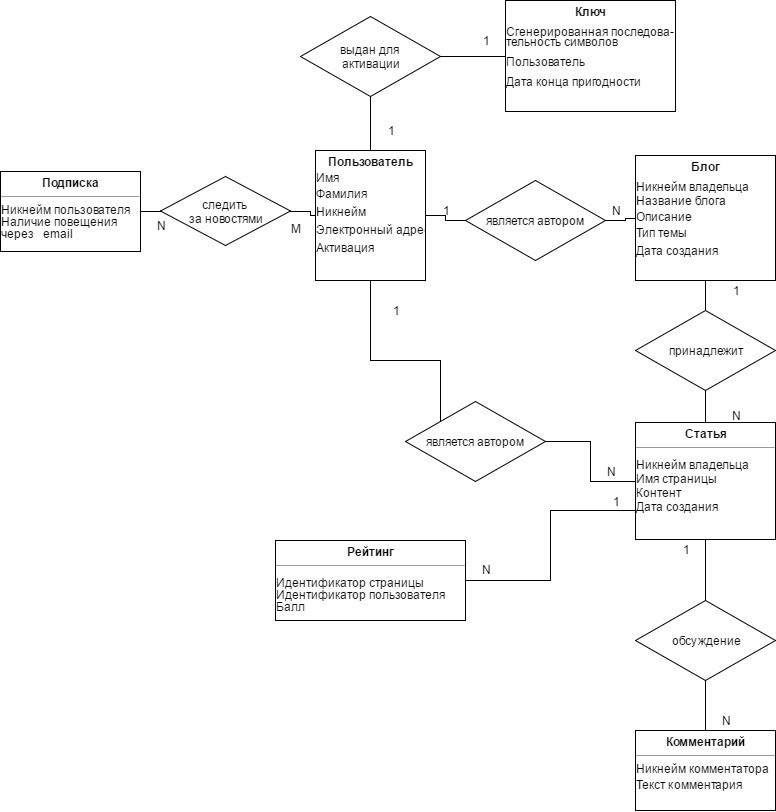 Ключ
Сгенерированная последова-
тельность символов
Пользователь
Дата конца пригодности
1
выдан для
активации
1
Подписка
Никнейм пользователя
Наличие повещения
через email
N
следить
за новостями
M
Пользователь
Имя
Фамилия
Никнейм
Электронный адре
Активация
1
является автором
N
Блог
Никнейм владельца
Название блога
Описание
Тип темы
Дата создания
1
1
принадлежит
N
является автором
N
Статья
Никнейм владельца
Имя страницы
Контент
Дата создания
1
1
Рейтинг
Идентификатор страницы
Идентификатор пользователя
Балл
N
обсуждение
N
Комментарий
Никнейм комментатора
Текст комментария